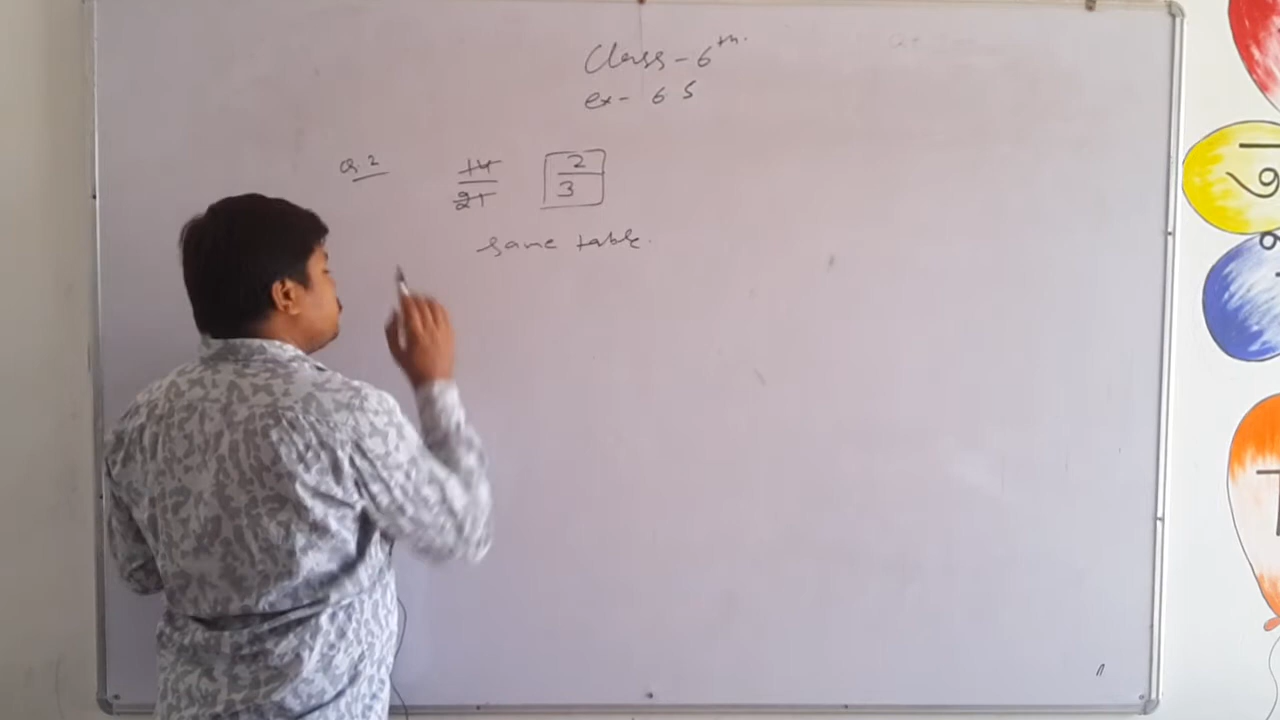 Class - 6th.
ex - 6.5
Q.2 14/21 2/3
same table.